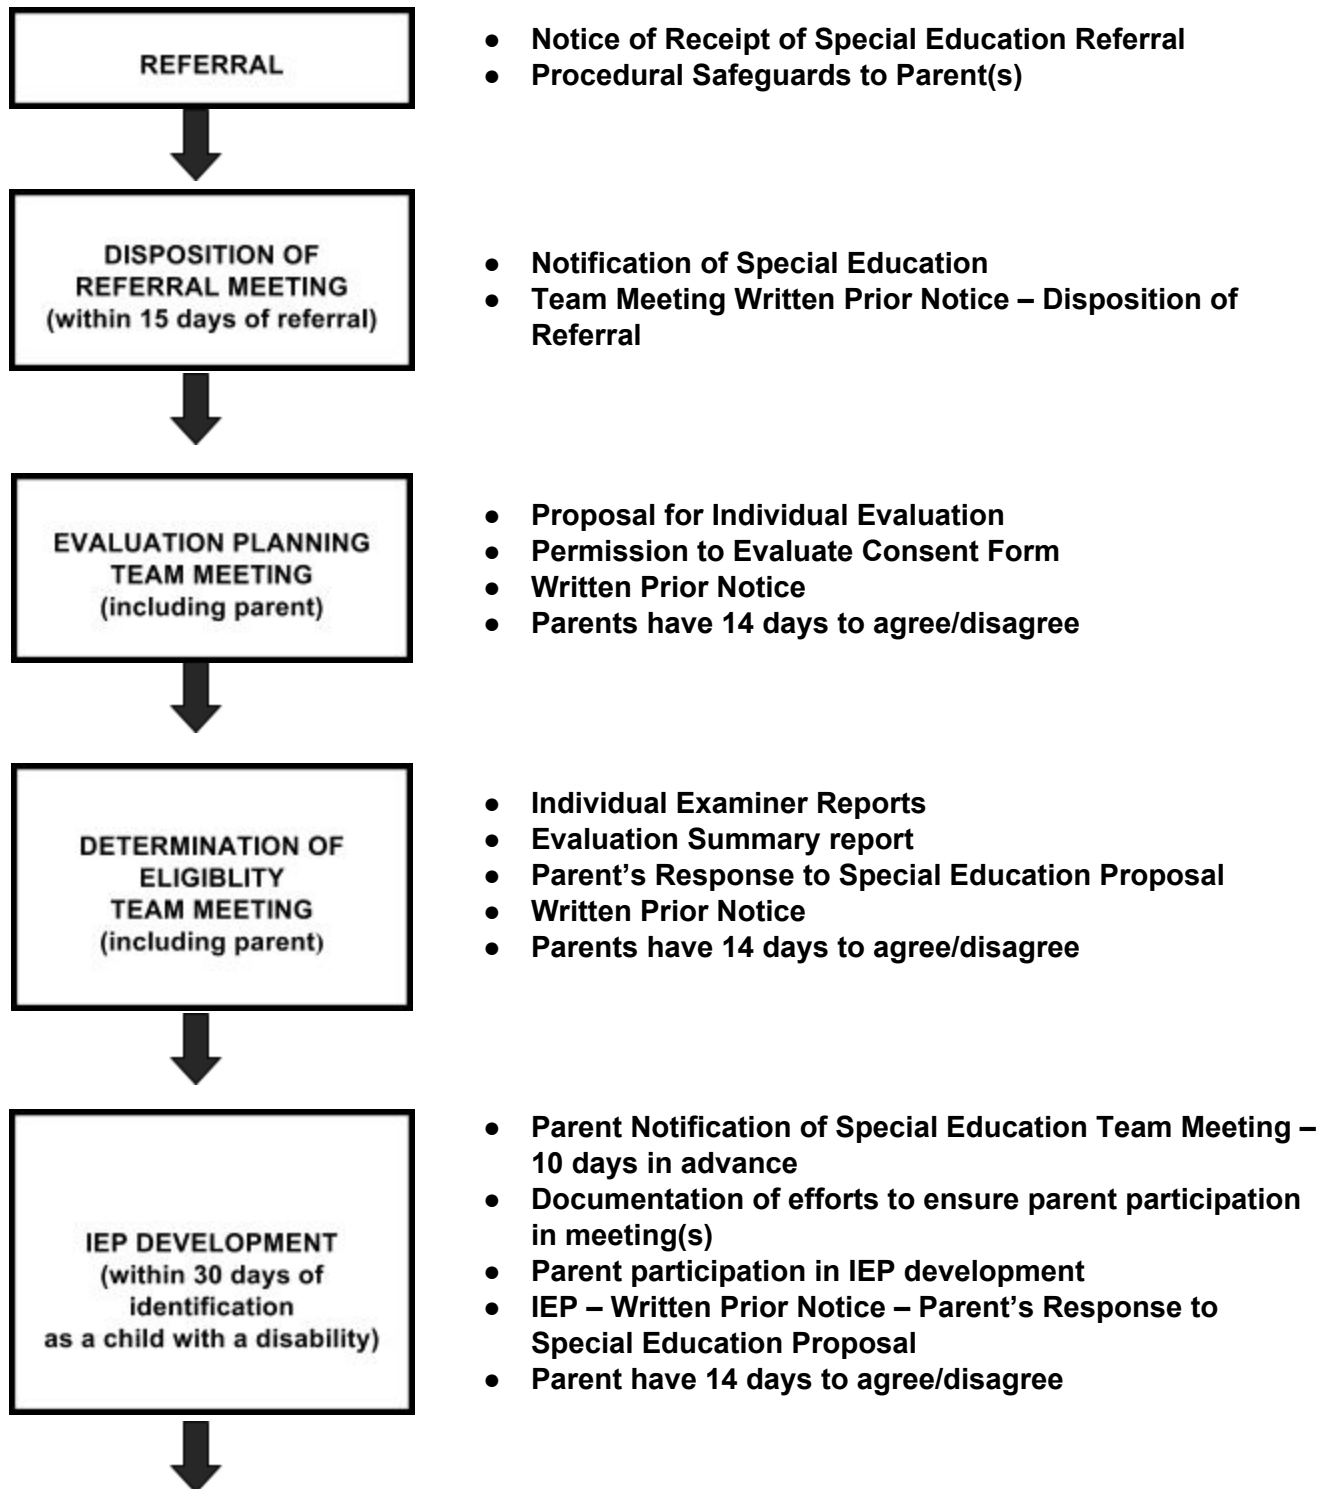 REFERRAL
● Notice of Receipt of Special Education Referral
● Procedural Safeguards to Parent(s)
DISPOSITION OF
REFERRAL MEETING
(within 15 days of referral)
● Notification of Special Education
● Team Meeting Written Prior Notice – Disposition of
Referral
EVALUATION PLANNING
TEAM MEETING
(including parent)
● Proposal for Individual Evaluation
● Permission to Evaluate Consent Form
● Written Prior Notice
● Parents have 14 days to agree/disagree
DETERMINATION OF
ELIGIBLITY
TEAM MEETING
(including parent)
● Individual Examiner Reports
● Evaluation Summary report
● Parent’s Response to Special Education Proposal
● Written Prior Notice
● Parents have 14 days to agree/disagree
IEP DEVELOPMENT
(within 30 days of
identification
as a child with a disability)
● Parent Notification of Special Education Team Meeting –
10 days in advance
● Documentation of efforts to ensure parent participation
in meeting(s)
● Parent participation in IEP development
● IEP – Written Prior Notice – Parent’s Response to
Special Education Proposal
● Parent have 14 days to agree/disagree